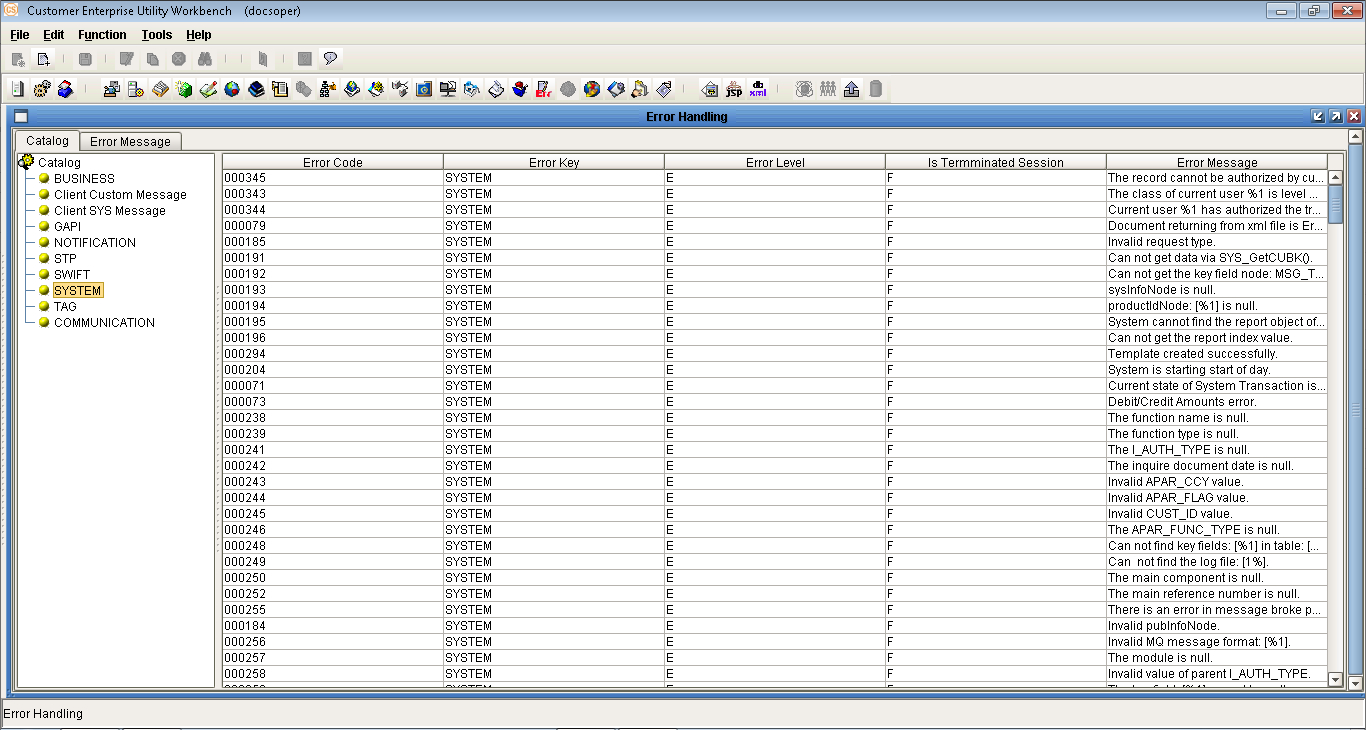 Customer Enterprise Utility Workbench (docsoper)
File Edit Function Tools Help
Err jsp xml
Error Handling
Catalog Error Message
Catalog
BUSINESS
Client Custom Message
Client SYS Message
GAPI
NOTIFICATION
STP
SWIFT
SYSTEM
TAG
COMMUNICATION
Error Code Error Key Error Level Is Termminated Session Error Message
000345 SYSTEM E F The record cannot be authorized by cu...
000343 SYSTEM E F The class of current user %1 is level ...
000344 SYSTEM E F Current user %1 has authorized the tr...
000079 SYSTEM E F Document returning from xml file is Er...
000185 SYSTEM E F Invalid request type.
000191 SYSTEM E F Can not get data via SYS_GetCUBK().
000192 SYSTEM E F Can not get the key field node: MSG_T...
000193 SYSTEM E F sysInfoNode is null.
000194 SYSTEM E F productIdNode: [%1] is null.
000195 SYSTEM E F System cannot find the report object of...
000196 SYSTEM E F Can not get the report index value.
000294 SYSTEM E F Template created successfully.
000204 SYSTEM E F System is starting start of day.
000071 SYSTEM E F Current state of System Transaction is...
000073 SYSTEM E F Debit/Credit Amounts error.
000238 SYSTEM E F The function name is null.
000239 SYSTEM E F The function type is null.
000241 SYSTEM E F The I_AUTH_TYPE is null.
000242 SYSTEM E F The inquire document date is null.
000243 SYSTEM E F Invalid APAR_CCY value.
000244 SYSTEM E F Invalid APAR_FLAG value.
000245 SYSTEM E F Invalid CUST_ID value.
000246 SYSTEM E F The APAR_FUNC_TYPE is null.
000248 SYSTEM E F Can not find key fields: [%1] in table: [...
000249 SYSTEM E F Can  not find the log file: [1%].
000250 SYSTEM E F The main component is null.
000252 SYSTEM E F The main reference number is null.
000255 SYSTEM E F There is an error in message broke p...
000184 SYSTEM E F Invalid pubInfoNode.
000256 SYSTEM E F Invalid MQ message format: [%1].
000257 SYSTEM E F The module is null.
000258 SYSTEM E F Invalid value of parent I_AUTH_TYPE.
Error Handling